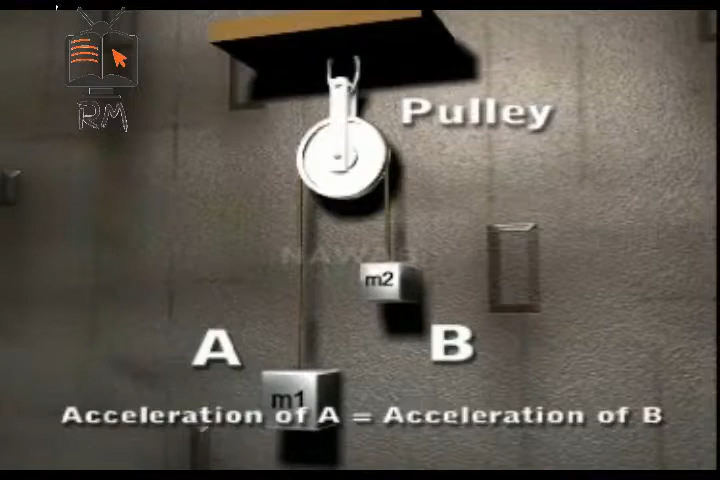 RM
Pulley
m2
A
B
m1
Acceleration of A = Acceleration of B